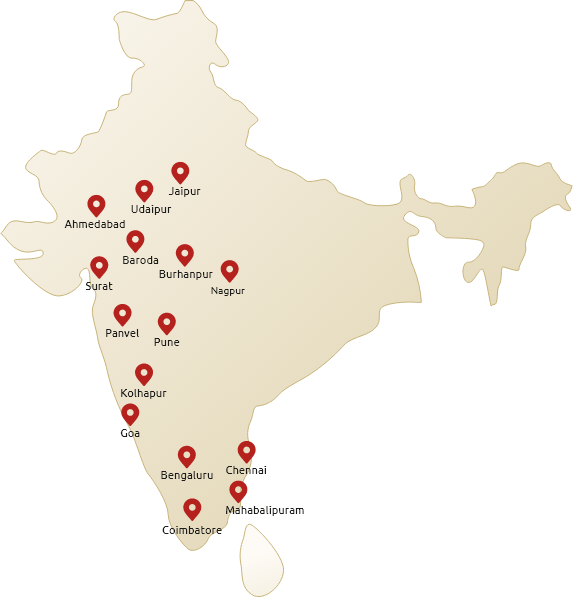 Jaipur
Udaipur
Ahmedabad
Baroda
Burhanpur
Surat
Nagpur
Panvel
Pune
Kolhapur
Goa
Chennai
Bengaluru
Mahabalipuram
Coimbatore